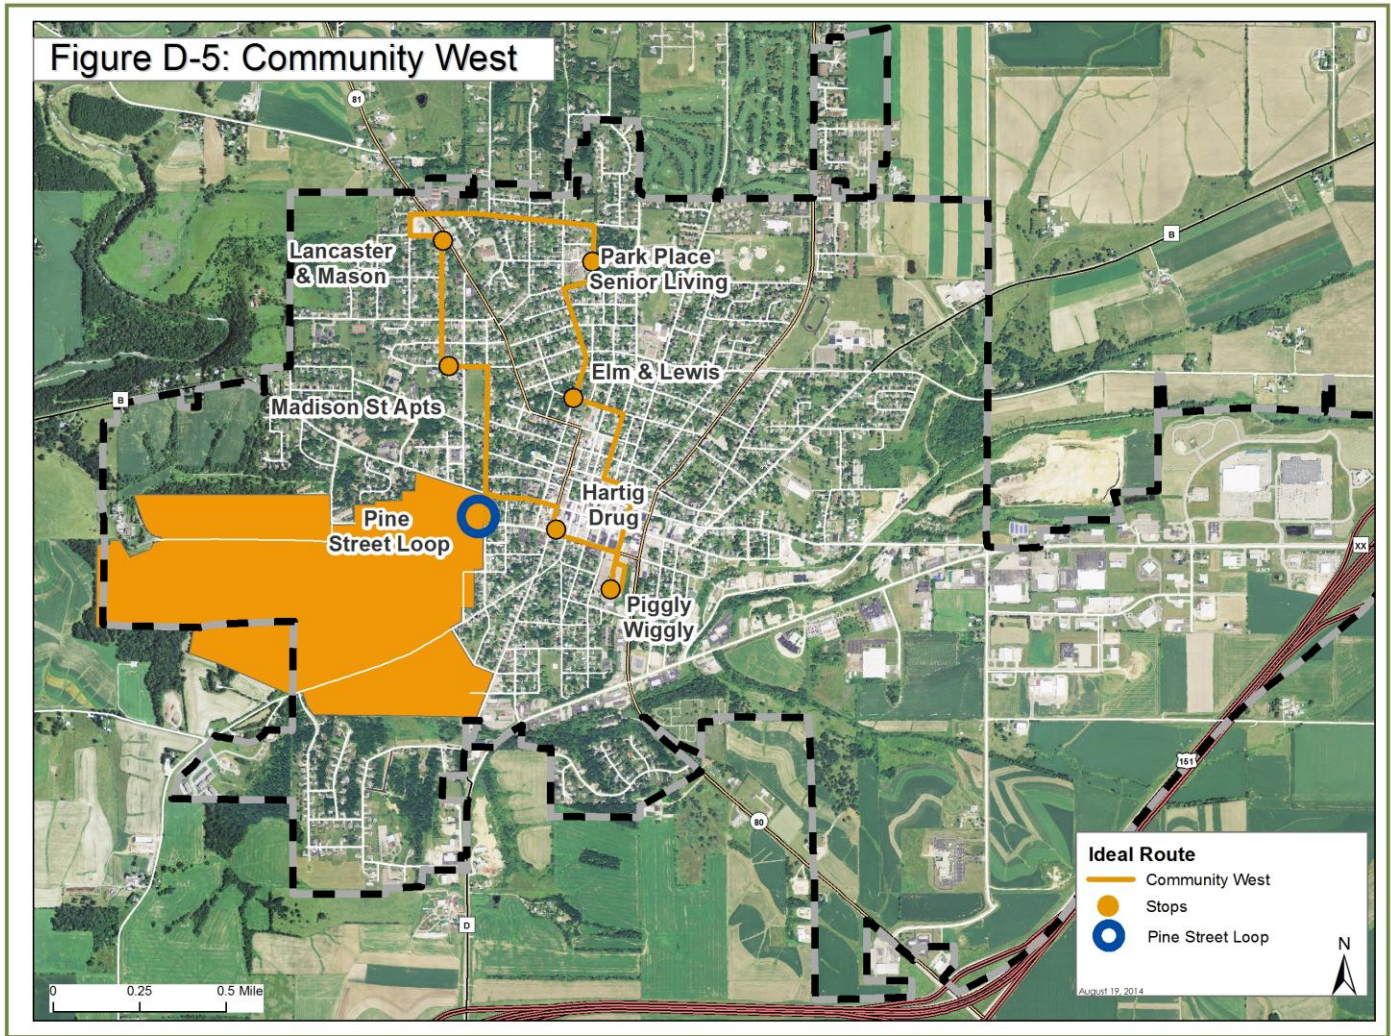 Figure D-5: Community West
81
B
Lancaster
& Mason
Park Place
Senior Living
Elm & Lewis
B
Madison St Apts
Hartig
Drug
Pine
Street Loop
XX
Piggly
Wiggly
151
80
D
Ideal Route
Community West
Stops
Pine Street Loop
N
0 0.25 0.5 Mile
August 19, 2014